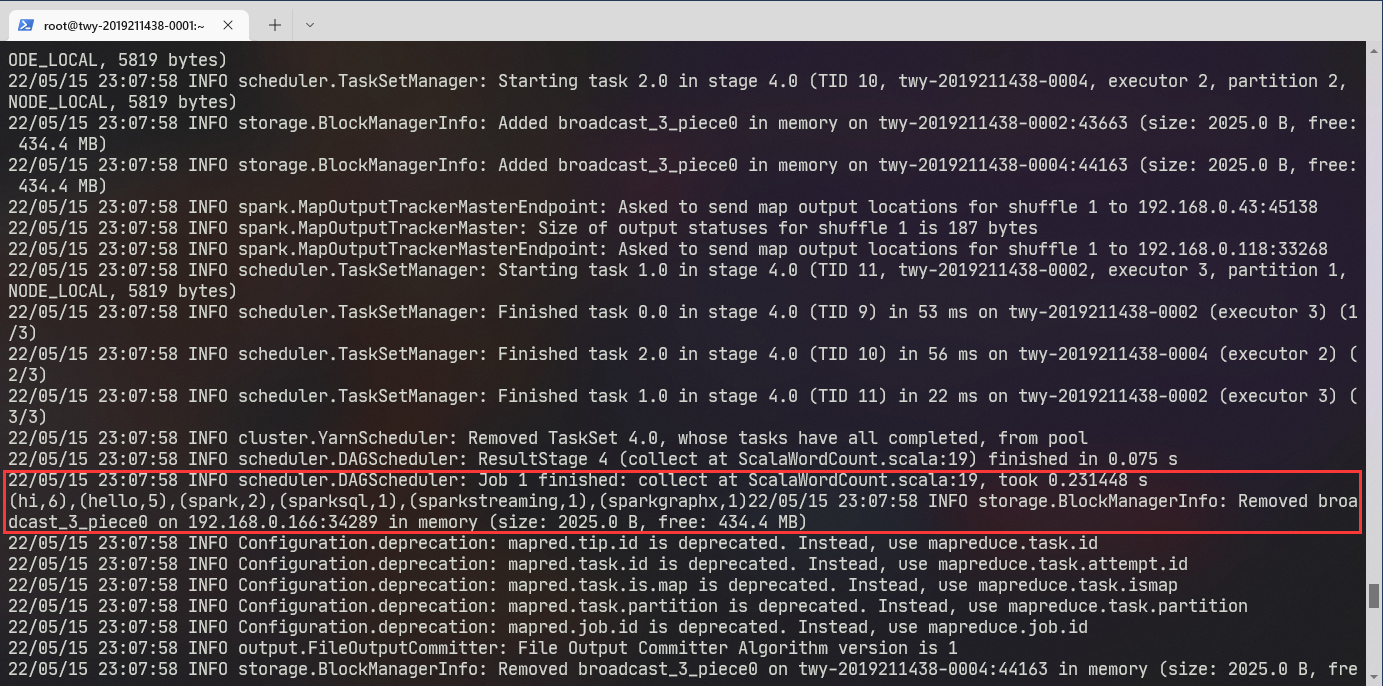 root@twy-2019211438-0001:~
ODE_LOCAL, 5819 bytes)
22/05/15 23:07:58 INFO scheduler.TaskSetManager: Starting task 2.0 in stage 4.0 (TID 10, twy-2019211438-0004, executor 2, partition 2,
NODE_LOCAL, 5819 bytes)
22/05/15 23:07:58 INFO storage.BlockManagerInfo: Added broadcast_3_piece0 in memory on twy-2019211438-0002:43663 (size: 2025.0 B, free:
434.4 MB)
22/05/15 23:07:58 INFO storage.BlockManagerInfo: Added broadcast_3_piece0 in memory on twy-2019211438-0004:44163 (size: 2025.0 B, free:
434.4 MB)
22/05/15 23:07:58 INFO spark.MapOutputTrackerMasterEndpoint: Asked to send map output locations for shuffle 1 to 192.168.0.43:45138
22/05/15 23:07:58 INFO spark.MapOutputTrackerMaster: Size of output statuses for shuffle 1 is 187 bytes
22/05/15 23:07:58 INFO spark.MapOutputTrackerMasterEndpoint: Asked to send map output locations for shuffle 1 to 192.168.0.118:33268
22/05/15 23:07:58 INFO scheduler.TaskSetManager: Starting task 1.0 in stage 4.0 (TID 11, twy-2019211438-0002, executor 3, partition 1,
NODE_LOCAL, 5819 bytes)
22/05/15 23:07:58 INFO scheduler.TaskSetManager: Finished task 0.0 in stage 4.0 (TID 9) in 53 ms on twy-2019211438-0002 (executor 3) (1
/3)
22/05/15 23:07:58 INFO scheduler.TaskSetManager: Finished task 2.0 in stage 4.0 (TID 10) in 56 ms on twy-2019211438-0004 (executor 2) (
2/3)
22/05/15 23:07:58 INFO scheduler.TaskSetManager: Finished task 1.0 in stage 4.0 (TID 11) in 22 ms on twy-2019211438-0002 (executor 3) (
3/3)
22/05/15 23:07:58 INFO cluster.YarnScheduler: Removed TaskSet 4.0, whose tasks have all completed, from pool
22/05/15 23:07:58 INFO scheduler.DAGScheduler: ResultStage 4 (collect at ScalaWordCount.scala:19) finished in 0.075 s
22/05/15 23:07:58 INFO scheduler.DAGScheduler: Job 1 finished: collect at ScalaWordCount.scala:19, took 0.231448 s
(hi,6),(hello,5),(spark,2),(sparksql,1),(sparkstreaming,1),(sparkgraphx,1)22/05/15 23:07:58 INFO storage.BlockManagerInfo: Removed broa
dcast_3_piece0 on 192.168.0.166:34289 in memory (size: 2025.0 B, free: 434.4 MB)
22/05/15 23:07:58 INFO Configuration.deprecation: mapred.tip.id is deprecated. Instead, use mapreduce.task.id
22/05/15 23:07:58 INFO Configuration.deprecation: mapred.task.id is deprecated. Instead, use mapreduce.task.attempt.id
22/05/15 23:07:58 INFO Configuration.deprecation: mapred.task.is.map is deprecated. Instead, use mapreduce.task.ismap
22/05/15 23:07:58 INFO Configuration.deprecation: mapred.task.partition is deprecated. Instead, use mapreduce.task.partition
22/05/15 23:07:58 INFO Configuration.deprecation: mapred.job.id is deprecated. Instead, use mapreduce.job.id
22/05/15 23:07:58 INFO output.FileOutputCommitter: File Output Committer Algorithm version is 1
22/05/15 23:07:58 INFO storage.BlockManagerInfo: Removed broadcast_3_piece0 on twy-2019211438-0004:44163 in memory (size: 2025.0 B, fre